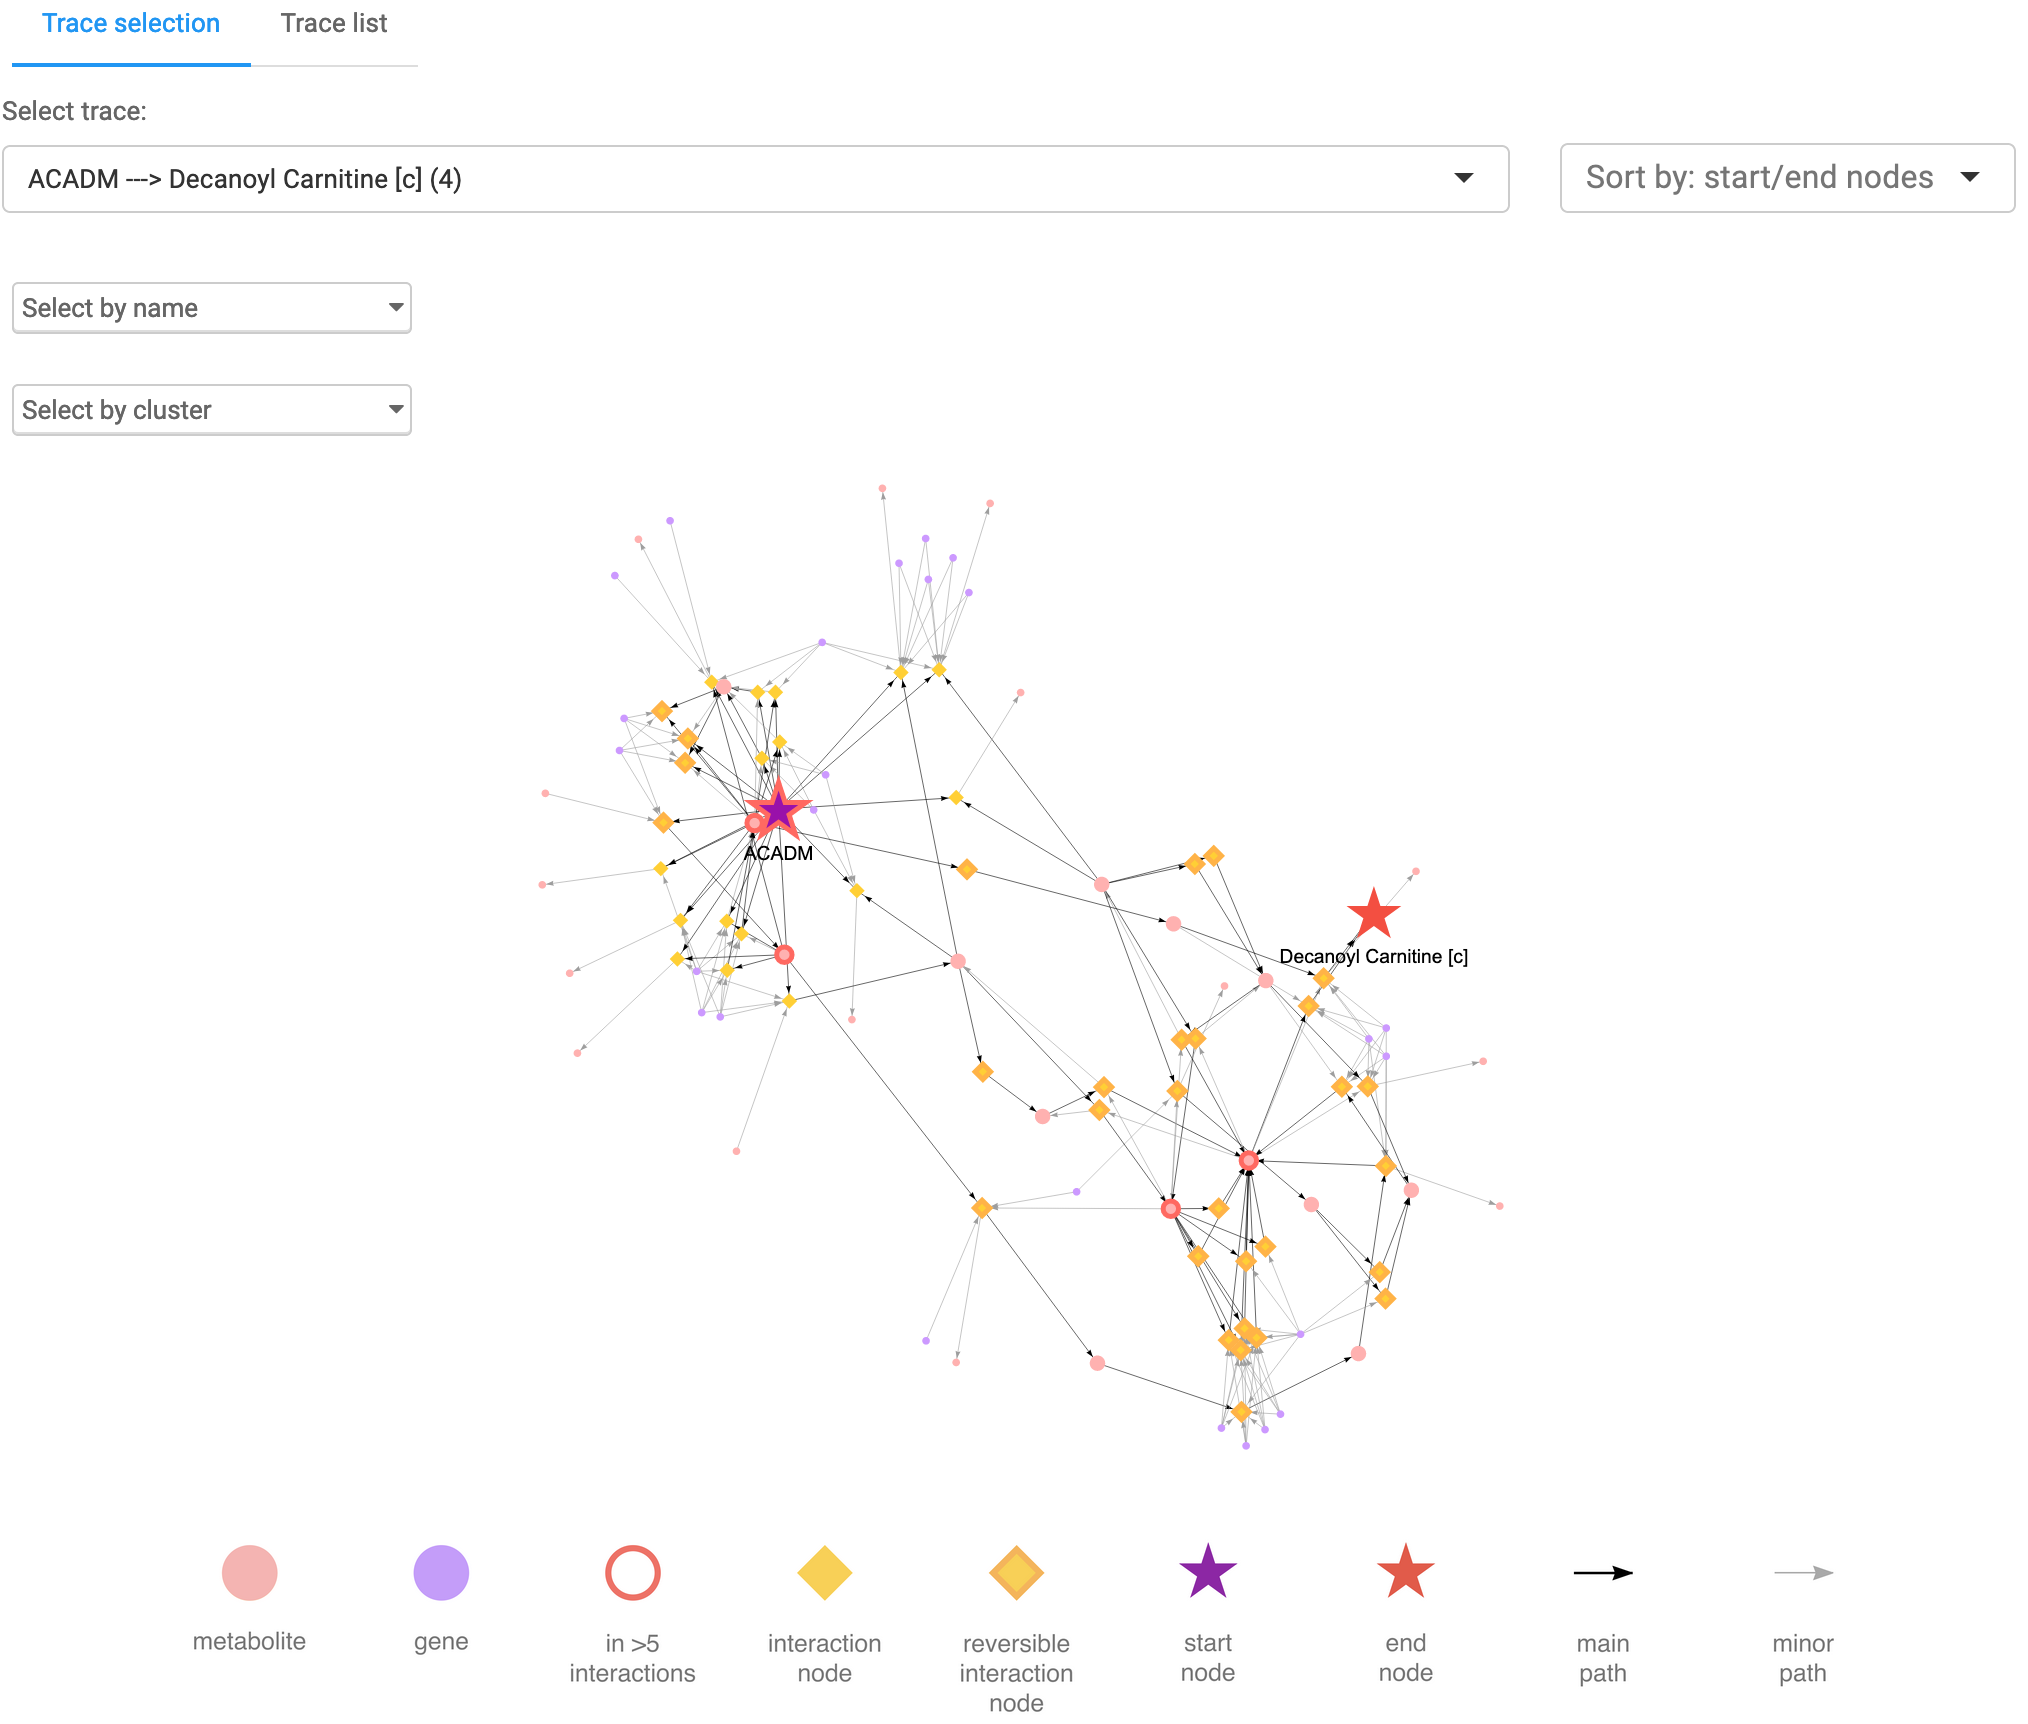 Trace selection Trace list
Select trace:
ACADM ---> Decanoyl Carnitine [c] (4)
Sort by: start/end nodes
Select by name
Select by cluster
ACADM
Decanoyl Carnitine [c]
metabolite
gene
in >5
interactions
interaction
node
reversible
interaction
node
start
node
end
node
main
path
minor
path